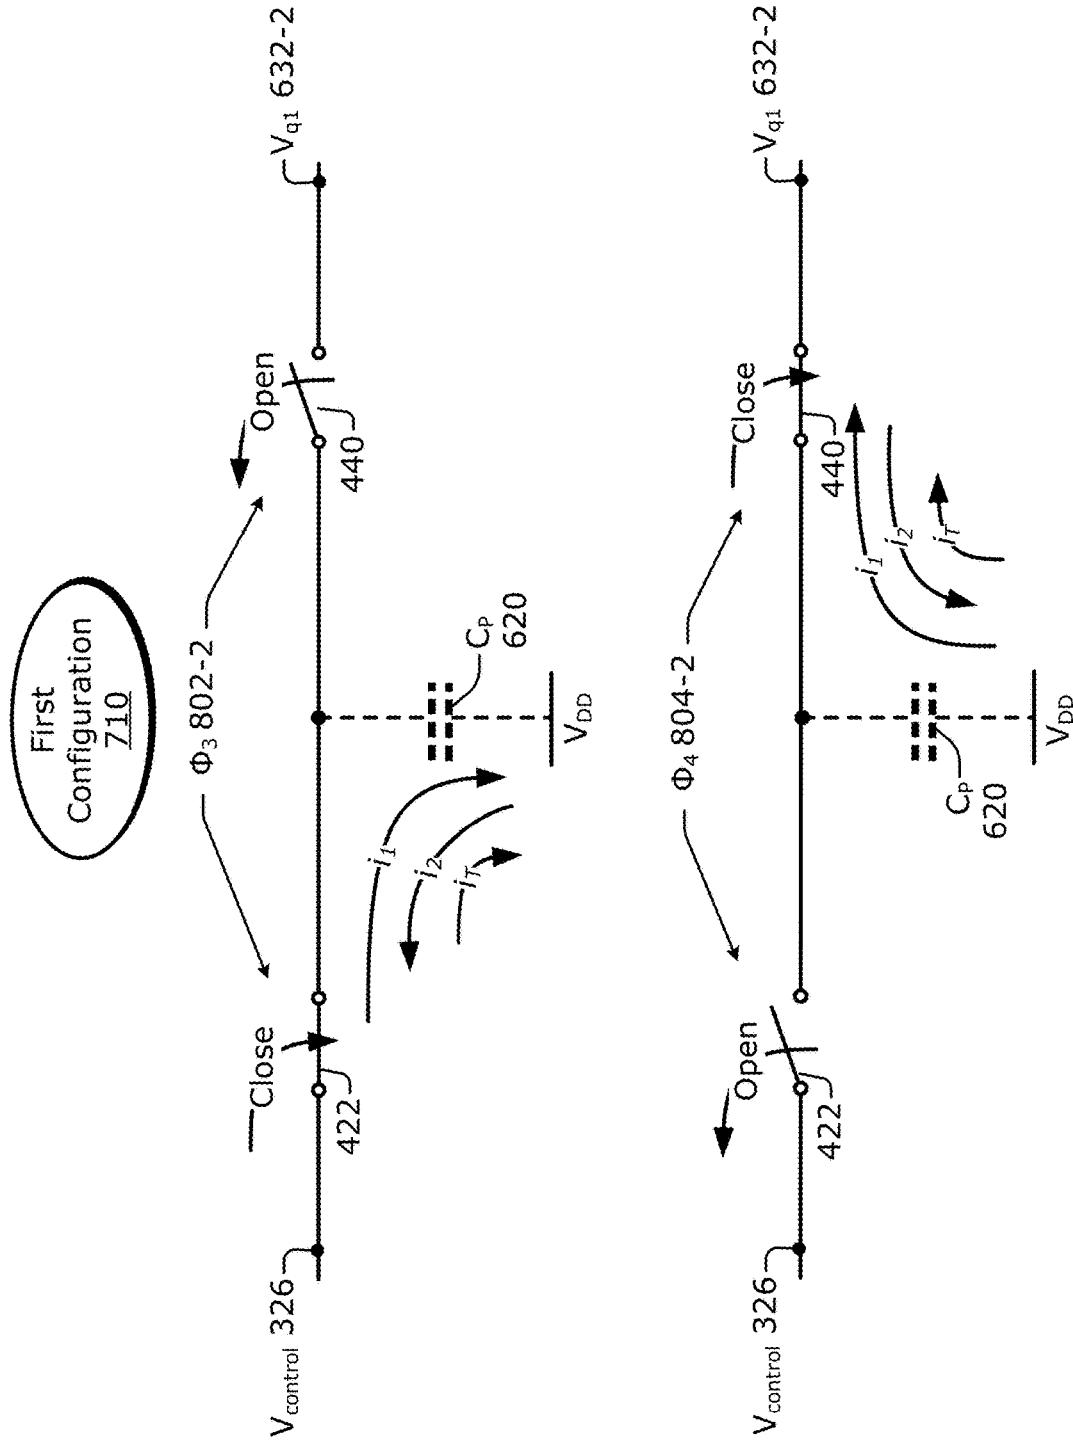 First
Configuration
710
Φ3 802-2
Close
Open
Vcontrol 326
422
440
Vq1 632-2
i1
i2
iT
CP
620
VDD
Φ4 804-2
Open
Close
Vcontrol 326
422
440
Vq1 632-2
i1
i2
iT
CP
620
VDD